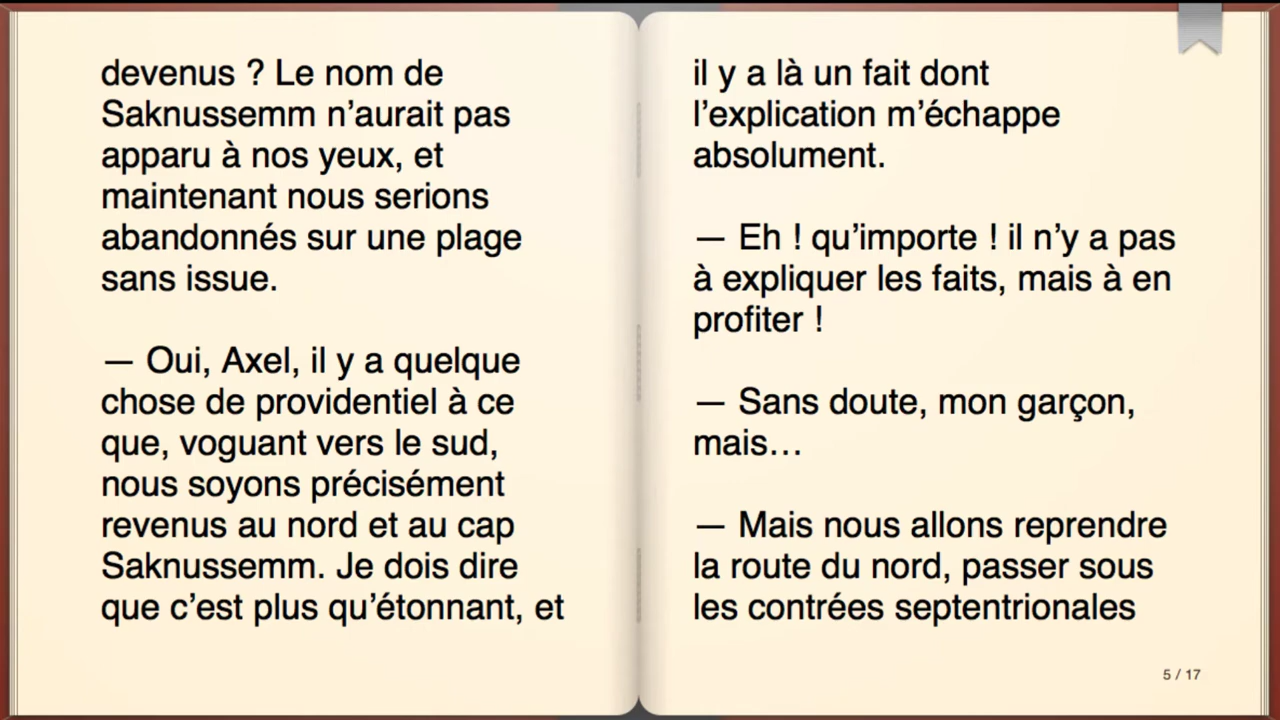 devenus ? Le nom de
Saknussemm n’aurait pas
apparu à nos yeux, et
maintenant nous serions
abandonnés sur une plage
sans issue.
— Oui, Axel, il y a quelque
chose de providentiel à ce
que, voguant vers le sud,
nous soyons précisément
revenus au nord et au cap
Saknussemm. Je dois dire
que c’est plus qu’étonnant, et
il y a là un fait dont
l’explication m’échappe
absolument.
— Eh ! qu’importe ! il n’y a pas
à expliquer les faits, mais à en
profiter !
— Sans doute, mon garçon,
mais…
— Mais nous allons reprendre
la route du nord, passer sous
les contrées septentrionales
5 / 17